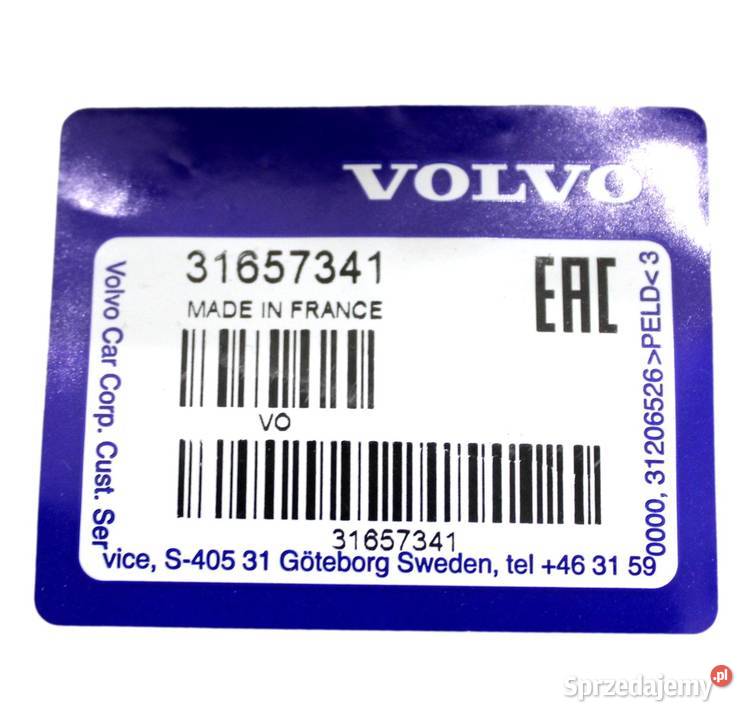 VOLVO
31657341
EAC
MADE IN FRANCE
VO
31657341
Volvo Car Corp. Cust. Service, S-405 31 Göteborg Sweden, tel +46 31 590000, 31206526 >PELD< 3
Sprzedajemy.pl